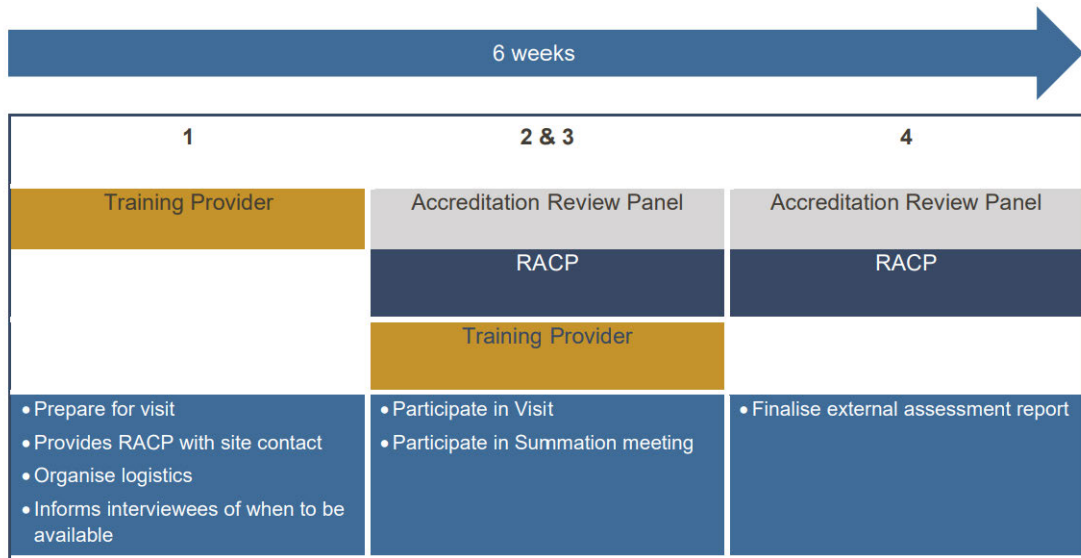 6 weeks
1
2 & 3
4
Training Provider
Accreditation Review Panel
Accreditation Review Panel
RACP
RACP
Training Provider
• Prepare for visit
• Provides RACP with site contact
• Organise logistics
• Informs interviewees of when to be
available
• Participate in Visit
• Participate in Summation meeting
• Finalise external assessment report